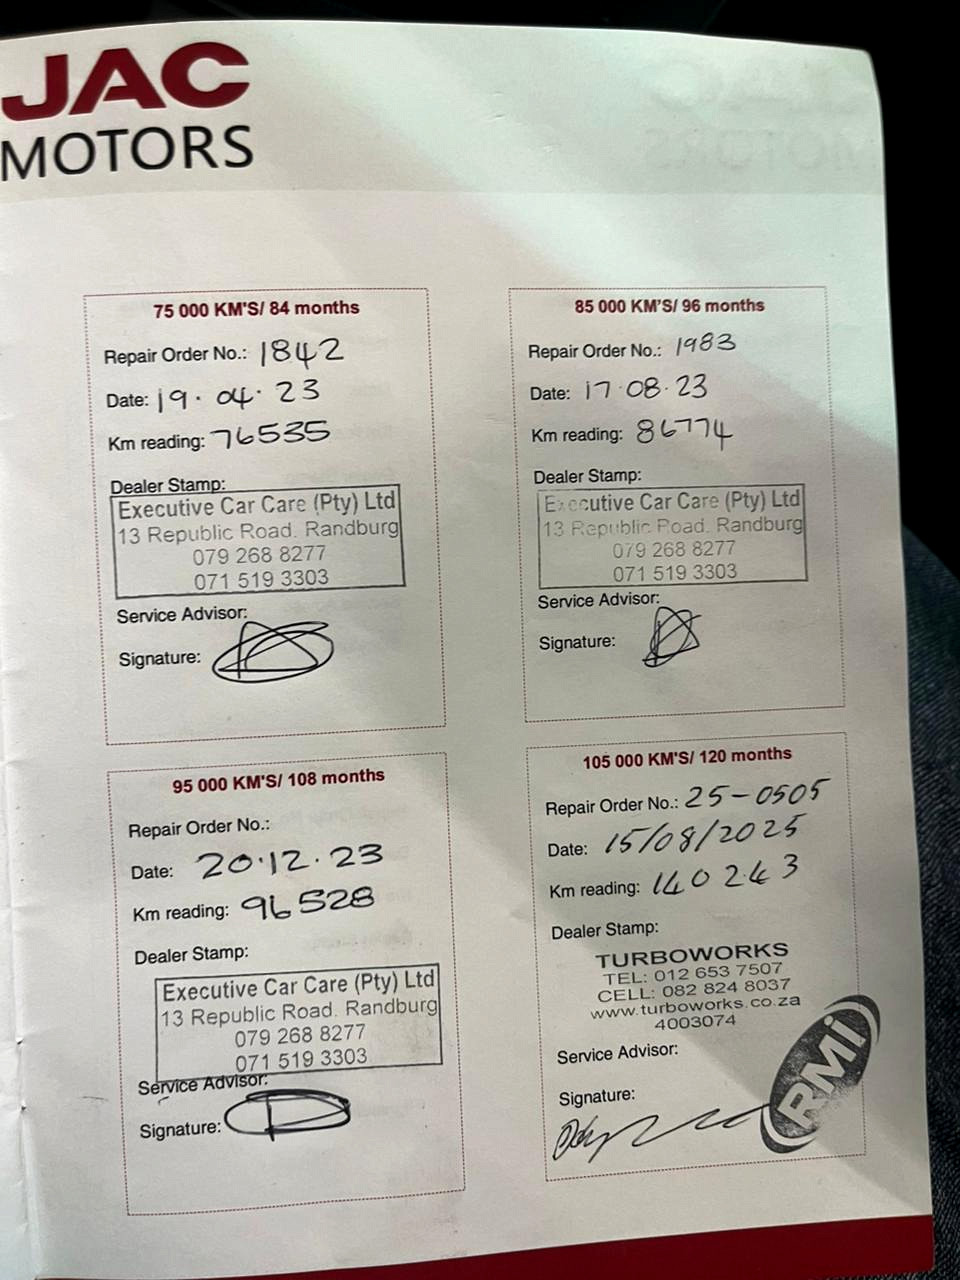 JAC
MOTORS
75 000 KM'S/ 84 months
Repair Order No.: 1842
Date: 19.04.23
Km reading: 76535
Dealer Stamp:
Executive Car Care (Pty) Ltd
13 Republic Road. Randburg
079 268 8277
071 519 3303
Service Advisor:
Signature:
85 000 KM'S/ 96 months
Repair Order No.: 1983
Date: 17.08.23
Km reading: 86774
Dealer Stamp:
Executive Car Care (Pty) Ltd
13 Republic Road. Randburg
079 268 8277
071 519 3303
Service Advisor:
Signature:
95 000 KM'S/ 108 months
Repair Order No.:
Date: 20.12.23
Km reading: 96528
Dealer Stamp:
Executive Car Care (Pty) Ltd
13 Republic Road. Randburg
079 268 8277
071 519 3303
Service Advisor:
Signature:
105 000 KM'S/ 120 months
Repair Order No.: 25-0505
Date: 15/08/2025
Km reading: 140243
Dealer Stamp:
TURBOWORKS
TEL: 012 653 7507
CELL: 082 824 8037
www.turboworks.co.za
4003074
Service Advisor:
Signature:
RMi